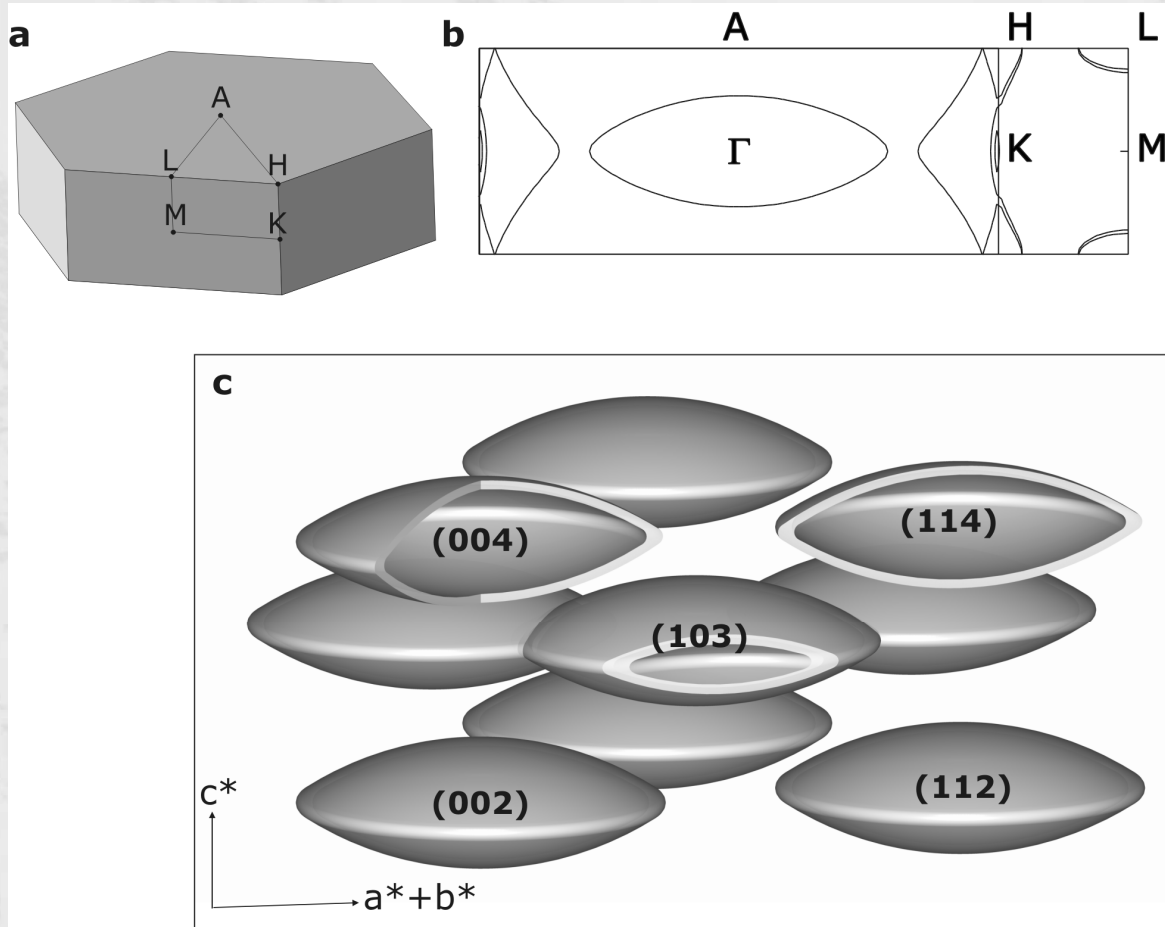 a
A
L
H
M
K
b
A
H
L
Γ
K
M
c
(004)
(114)
(103)
(002)
(112)
c*
a*+b*